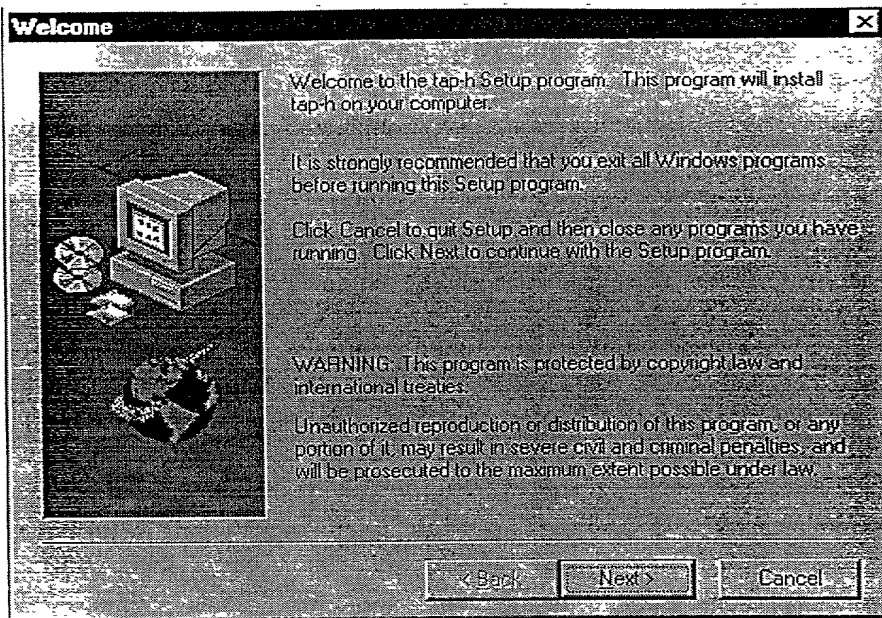 Welcome
Welcome to the tap-h Setup program. This program will install
tap-h on your computer.
It is strongly recommended that you exit all Windows programs
before running this Setup program.
Click Cancel to quit Setup and then close any programs you have
running. Click Next to continue with the Setup program.
WARNING: This program is protected by copyright law and
international treaties.
Unauthorized reproduction or distribution of this program, or any
portion of it, may result in severe civil and criminal penalties, and
will be prosecuted to the maximum extent possible under law.
< Back
Next >
Cancel